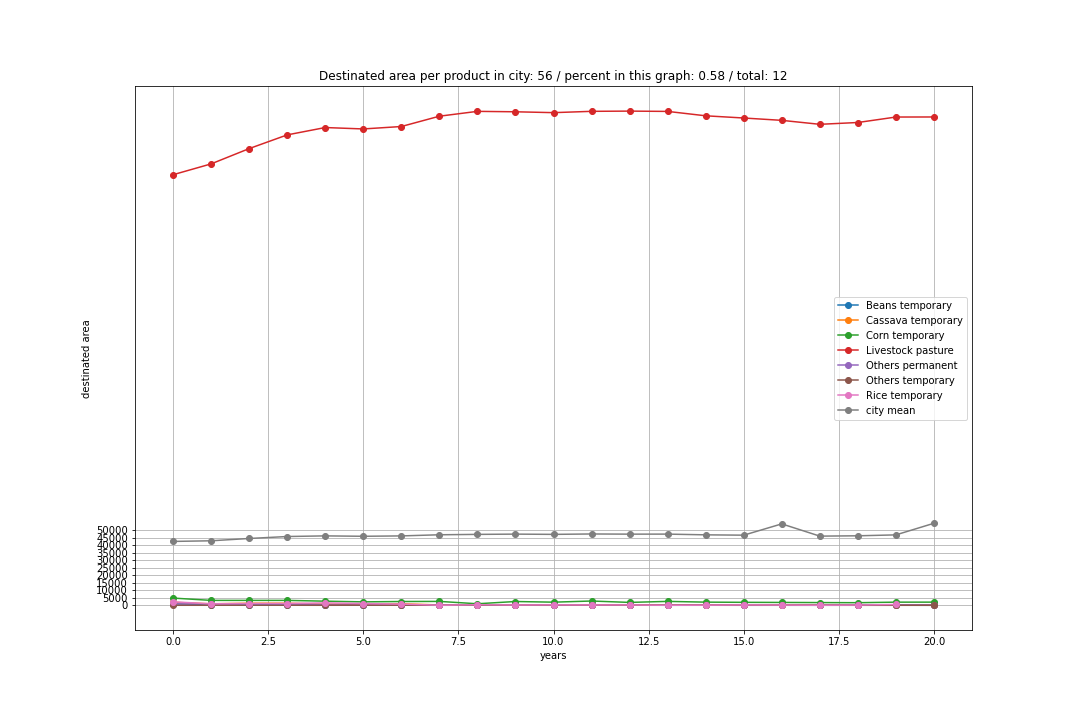 Destinated area per product in city: 56 / percent in this graph: 0.58 / total: 12
destinated area
50000
45000
40000
35000
30000
25000
20000
15000
10000
5000
0
Beans temporary
Cassava temporary
Corn temporary
Livestock pasture
Others permanent
Others temporary
Rice temporary
city mean
0.0 2.5 5.0 7.5 10.0 12.5 15.0 17.5 20.0
years